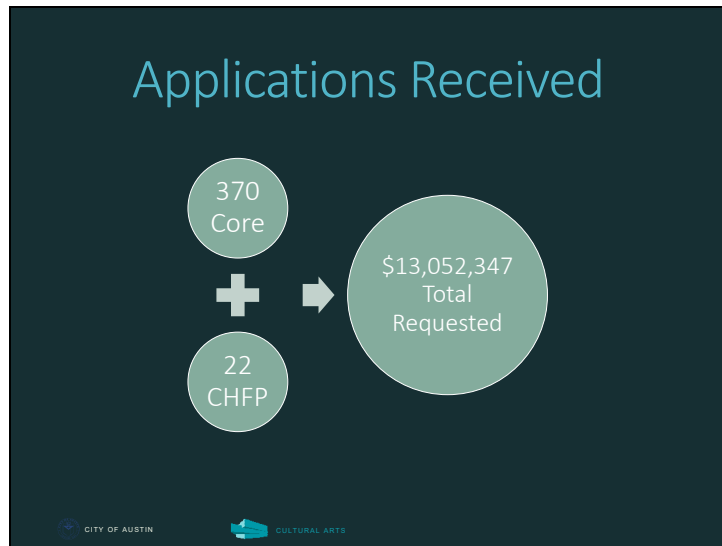 Applications Received
370
Core
22
CHFP
$13,052,347
Total
Requested
CITY OF AUSTIN
CULTURAL ARTS